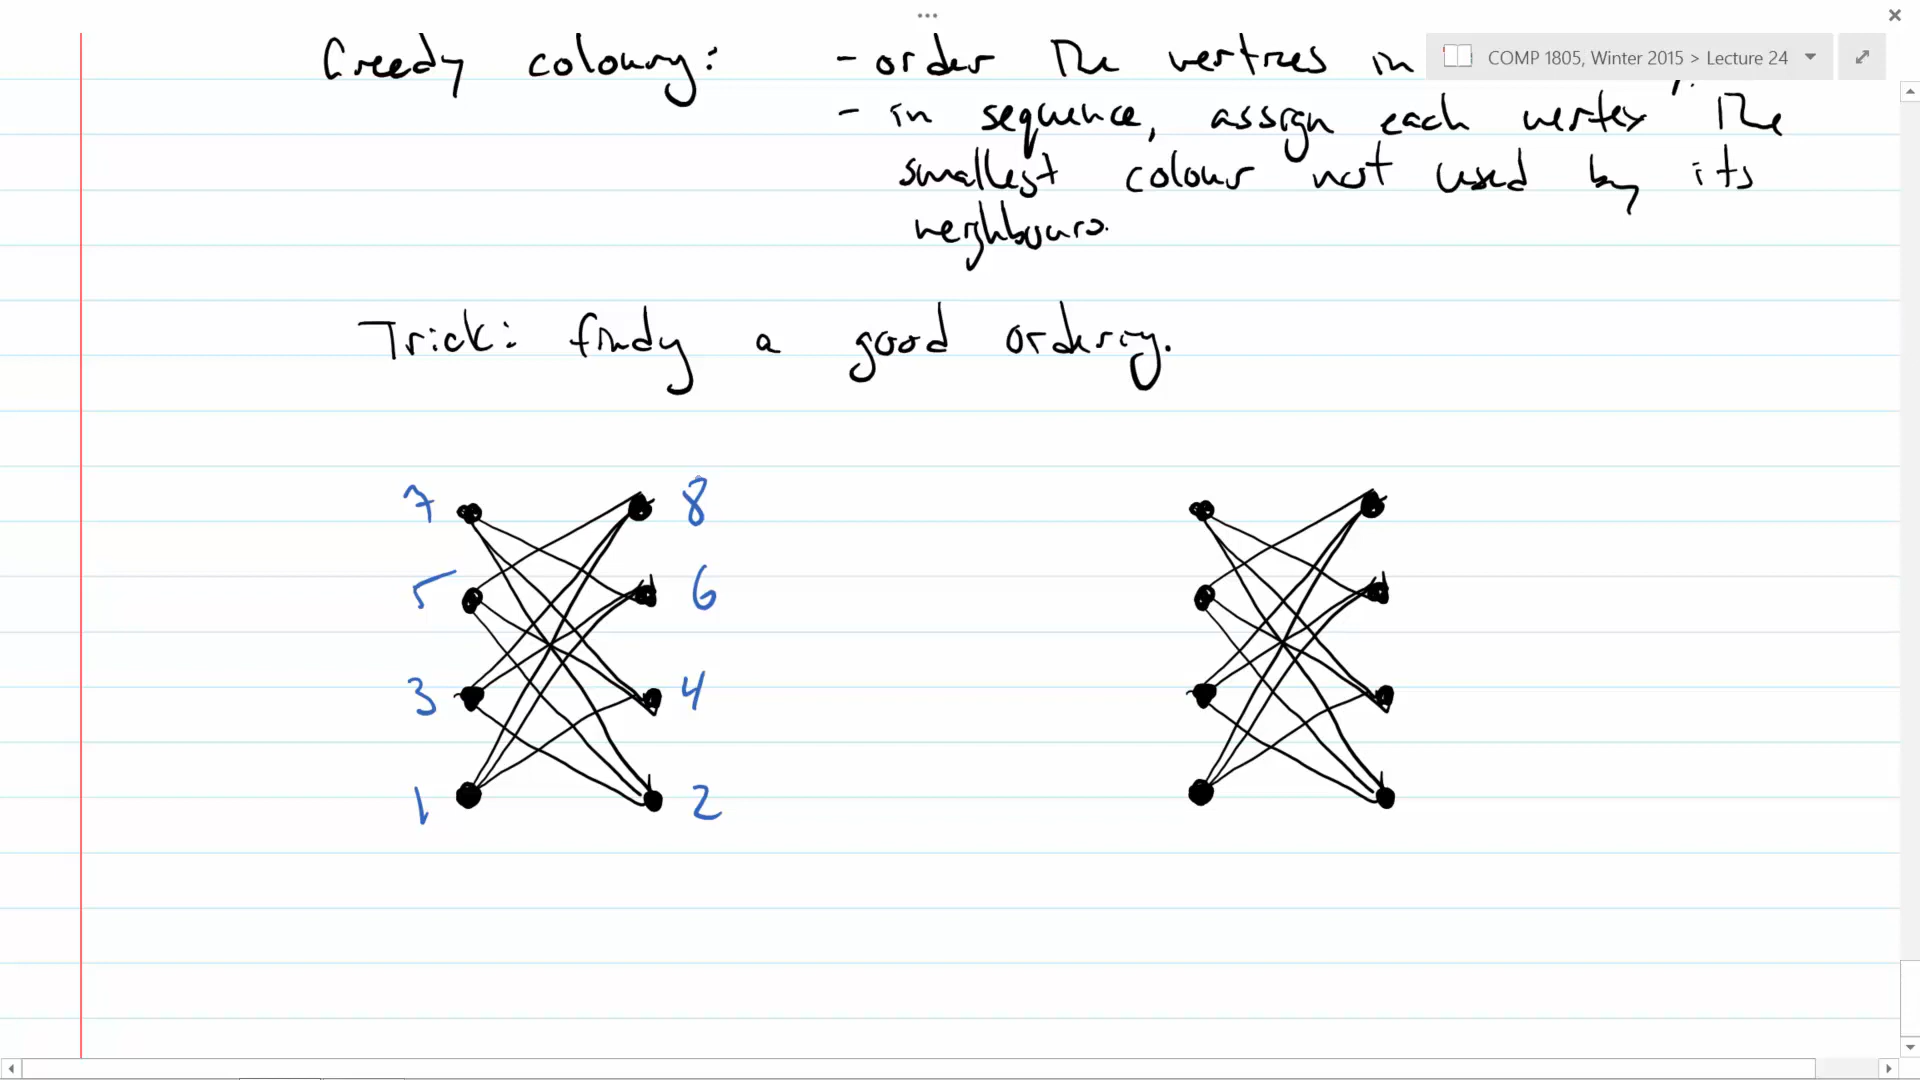 Greedy colouring: - order the vertices in
COMP 1805, Winter 2015 > Lecture 24
- in sequence, assign each vertex the
smallest colour not used by its
neighbours.
Trick: finding a good ordering.
7 8
5 6
3 4
1 2